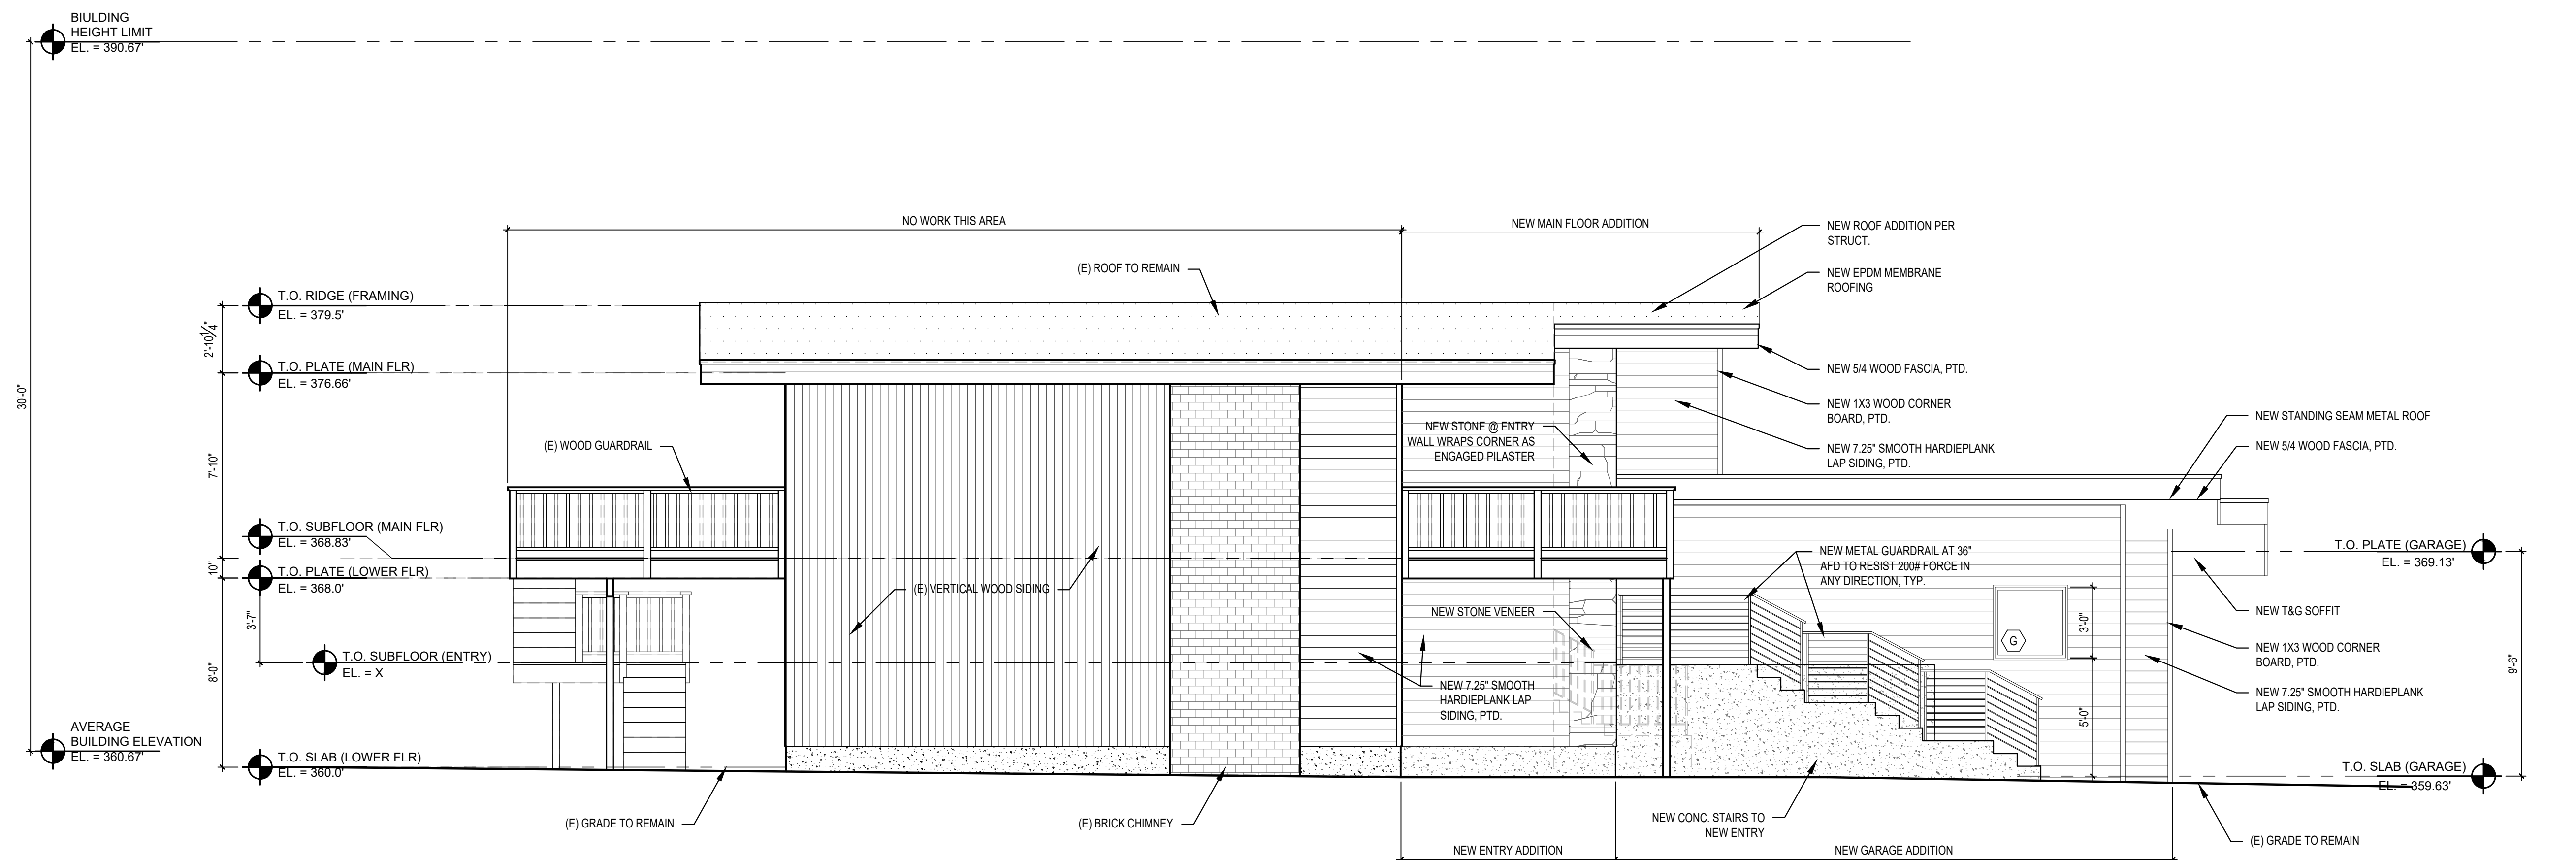 BIULDING
HEIGHT LIMIT
EL. = 390.67'
30'-0"
NO WORK THIS AREA
NEW MAIN FLOOR ADDITION
NEW ROOF ADDITION PER
STRUCT.
(E) ROOF TO REMAIN
NEW EPDM MEMBRANE
ROOFING
T.O. RIDGE (FRAMING)
EL. = 379.5'
2'-10 1/4"
T.O. PLATE (MAIN FLR)
EL. = 376.66'
NEW 5/4 WOOD FASCIA, PTD.
NEW 1X3 WOOD CORNER
BOARD, PTD.
NEW STANDING SEAM METAL ROOF
NEW STONE @ ENTRY
WALL WRAPS CORNER AS
ENGAGED PILASTER
(E) WOOD GUARDRAIL
NEW 7.25" SMOOTH HARDIEPLANK
LAP SIDING, PTD.
NEW 5/4 WOOD FASCIA, PTD.
7'-10"
T.O. SUBFLOOR (MAIN FLR)
EL. = 368.83'
10"
T.O. PLATE (LOWER FLR)
EL. = 368.0'
NEW METAL GUARDRAIL AT 36"
AFD TO RESIST 200# FORCE IN
ANY DIRECTION, TYP.
T.O. PLATE (GARAGE)
EL. = 369.13'
(E) VERTICAL WOOD SIDING
NEW STONE VENEER
NEW T&G SOFFIT
3'-7"
3'-0"
G
T.O. SUBFLOOR (ENTRY)
EL. = X
NEW 1X3 WOOD CORNER
BOARD, PTD.
8'-0"
9'-6"
NEW 7.25" SMOOTH
HARDIEPLANK LAP
SIDING, PTD.
NEW 7.25" SMOOTH HARDIEPLANK
LAP SIDING, PTD.
5'-0"
AVERAGE
BUILDING ELEVATION
EL. = 360.67'
T.O. SLAB (LOWER FLR)
EL. = 360.0'
T.O. SLAB (GARAGE)
EL. = 359.63'
(E) GRADE TO REMAIN
(E) BRICK CHIMNEY
NEW CONC. STAIRS TO
NEW ENTRY
(E) GRADE TO REMAIN
NEW ENTRY ADDITION
NEW GARAGE ADDITION